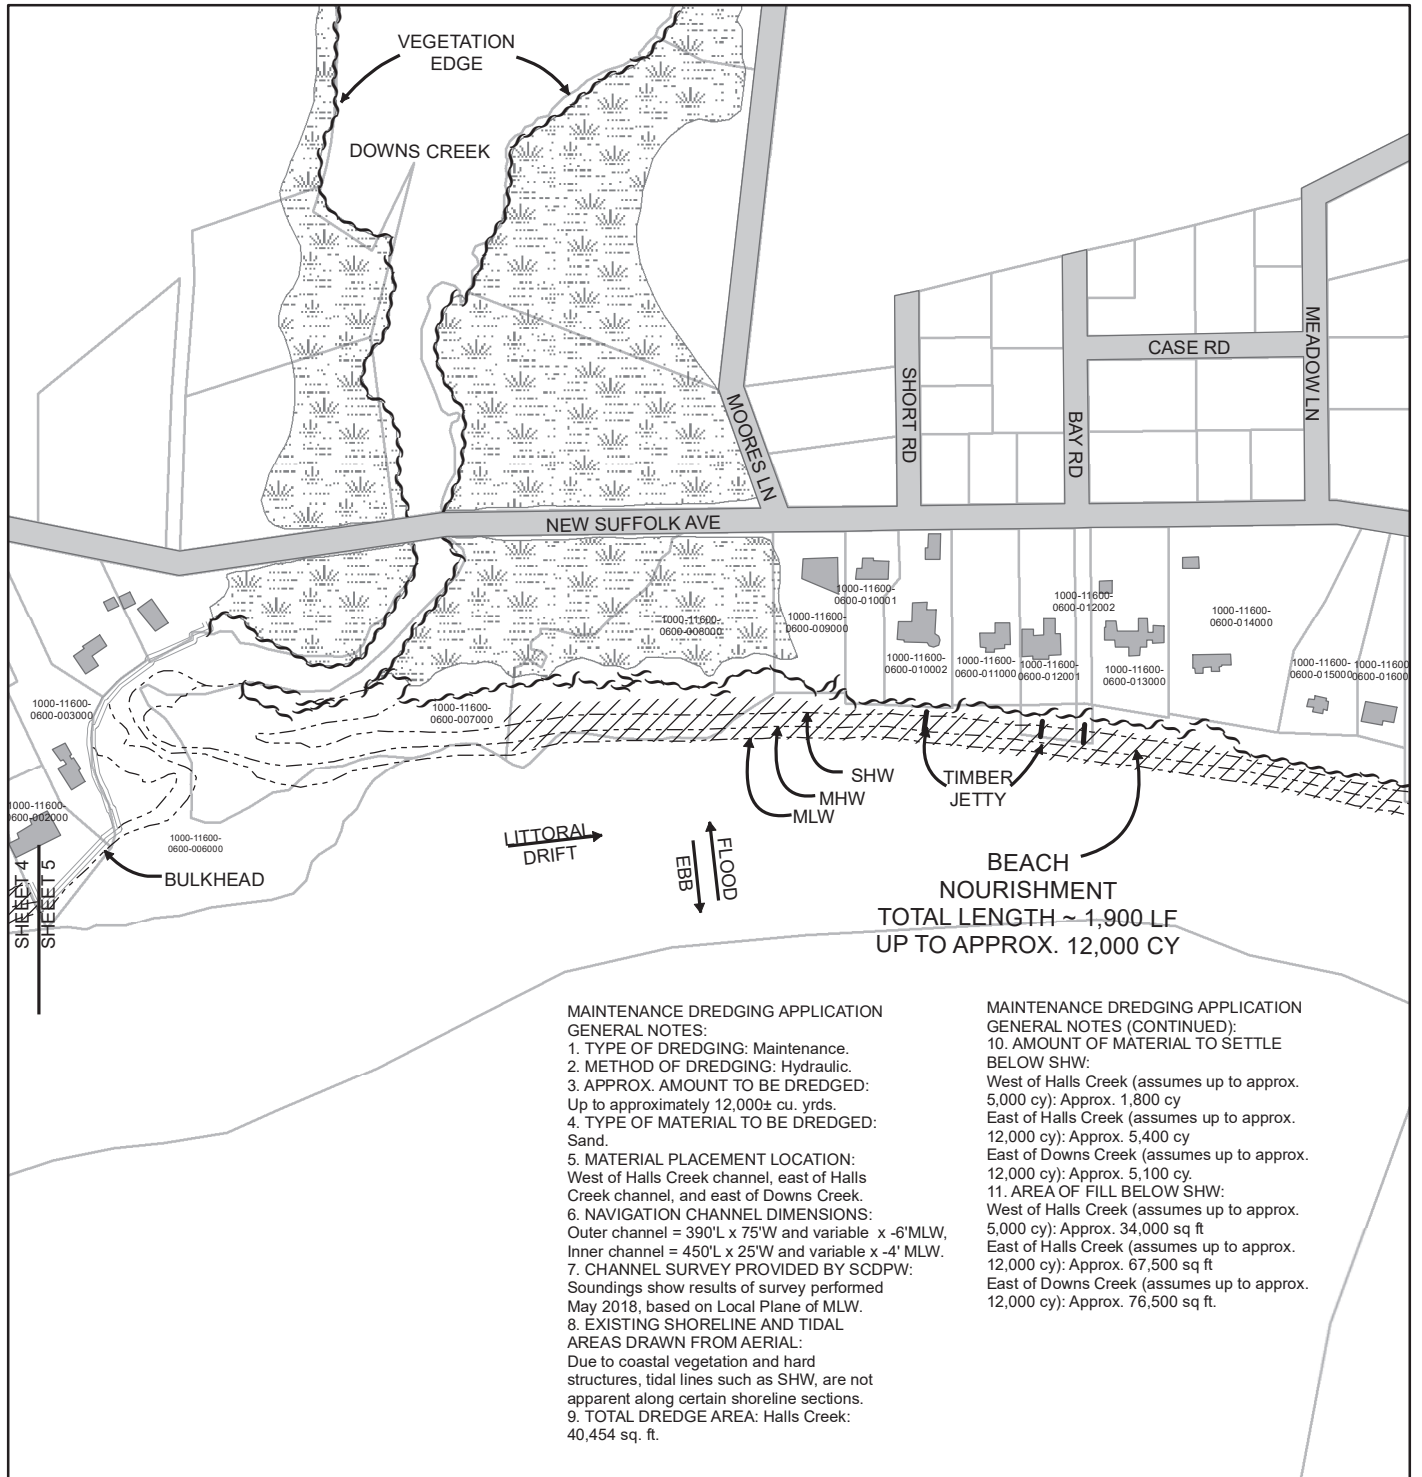 VEGETATION
EDGE
DOWNS CREEK
MOORES LN
SHORT RD
BAY RD
CASE RD
MEADOW LN
NEW SUFFOLK AVE
1000-11600-
0600-003000
1000-11600-
0600-002000
1000-11600-
0600-006000
1000-11600-
0600-007000
1000-11600-
0600-008000
1000-11600-
0600-009000
1000-11600-
0600-010001
1000-11600-
0600-010002
1000-11600-
0600-011000
1000-11600-
0600-012001
1000-11600-
0600-012002
1000-11600-
0600-013000
1000-11600-
0600-014000
1000-11600-
0600-015000
1000-11600
0600-01600
SHW
MHW
MLW
TIMBER
JETTY
BULKHEAD
SHEEET 4
SHEEET 5
LITTORAL
DRIFT
EBB
FLOOD
BEACH
NOURISHMENT
TOTAL LENGTH ~ 1,900 LF
UP TO APPROX. 12,000 CY
MAINTENANCE DREDGING APPLICATION
GENERAL NOTES:
1. TYPE OF DREDGING: Maintenance.
2. METHOD OF DREDGING: Hydraulic.
3. APPROX. AMOUNT TO BE DREDGED:
Up to approximately 12,000± cu. yrds.
4. TYPE OF MATERIAL TO BE DREDGED:
Sand.
5. MATERIAL PLACEMENT LOCATION:
West of Halls Creek channel, east of Halls
Creek channel, and east of Downs Creek.
6. NAVIGATION CHANNEL DIMENSIONS:
Outer channel = 390'L x 75'W and variable x -6'MLW,
Inner channel = 450'L x 25'W and variable x -4' MLW.
7. CHANNEL SURVEY PROVIDED BY SCDPW:
Soundings show results of survey performed
May 2018, based on Local Plane of MLW.
8. EXISTING SHORELINE AND TIDAL
AREAS DRAWN FROM AERIAL:
Due to coastal vegetation and hard
structures, tidal lines such as SHW, are not
apparent along certain shoreline sections.
9. TOTAL DREDGE AREA: Halls Creek:
40,454 sq. ft.
MAINTENANCE DREDGING APPLICATION
GENERAL NOTES (CONTINUED):
10. AMOUNT OF MATERIAL TO SETTLE
BELOW SHW:
West of Halls Creek (assumes up to approx.
5,000 cy): Approx. 1,800 cy
East of Halls Creek (assumes up to approx.
12,000 cy): Approx. 5,400 cy
East of Downs Creek (assumes up to approx.
12,000 cy): Approx. 5,100 cy.
11. AREA OF FILL BELOW SHW:
West of Halls Creek (assumes up to approx.
5,000 cy): Approx. 34,000 sq ft
East of Halls Creek (assumes up to approx.
12,000 cy): Approx. 67,500 sq ft
East of Downs Creek (assumes up to approx.
12,000 cy): Approx. 76,500 sq ft.